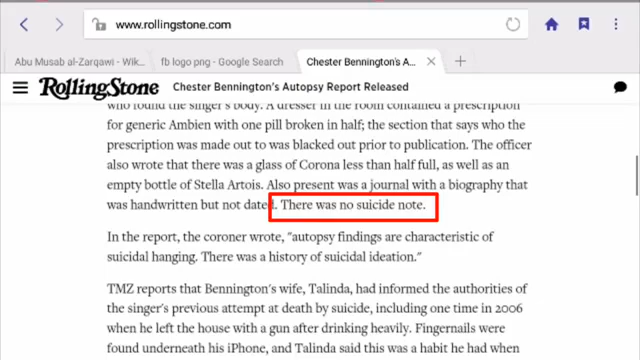 www.rollingstone.com
Abu Musab al-Zarqawi - Wik... fb logo png - Google Search Chester Bennington's A...
RollingStone Chester Bennington's Autopsy Report Released
who found the singer's body. A dresser in the room contained a prescription
for generic Ambien with one pill broken in half; the section that says who the
prescription was made out to was blacked out prior to publication. The officer
also wrote that there was a glass of Corona less than half full, as well as an
empty bottle of Stella Artois. Also present was a journal with a biography that
was handwritten but not dated. There was no suicide note.
In the report, the coroner wrote, "autopsy findings are characteristic of
suicidal hanging. There was a history of suicidal ideation."
TMZ reports that Bennington's wife, Talinda, had informed the authorities of
the singer's previous attempt at death by suicide, including one time in 2006
when he left the house with a gun after drinking heavily. Fingernails were
found underneath his iPhone, and Talinda said this was a habit he had when